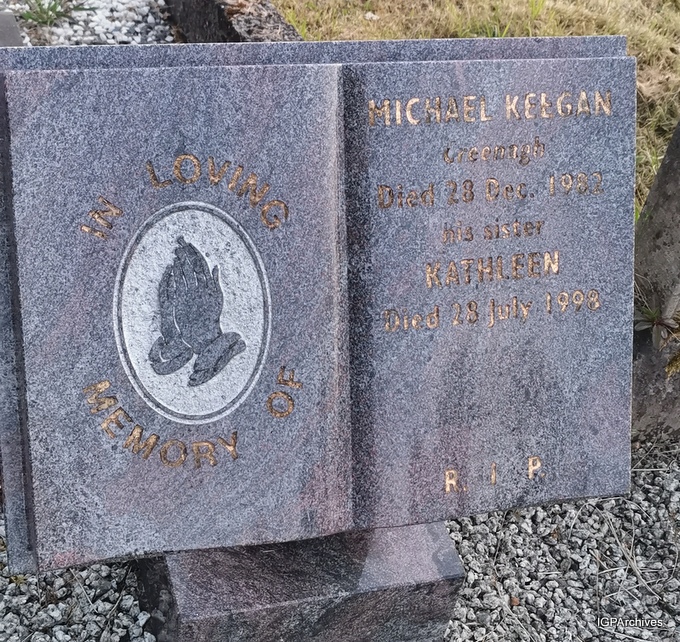 IN LOVING
MEMORY OF
MICHAEL KEEGAN
Greenagh
Died 28 Dec. 1982
his sister
KATHLEEN
Died 28 July 1998
R. I. P.
IGPArchives